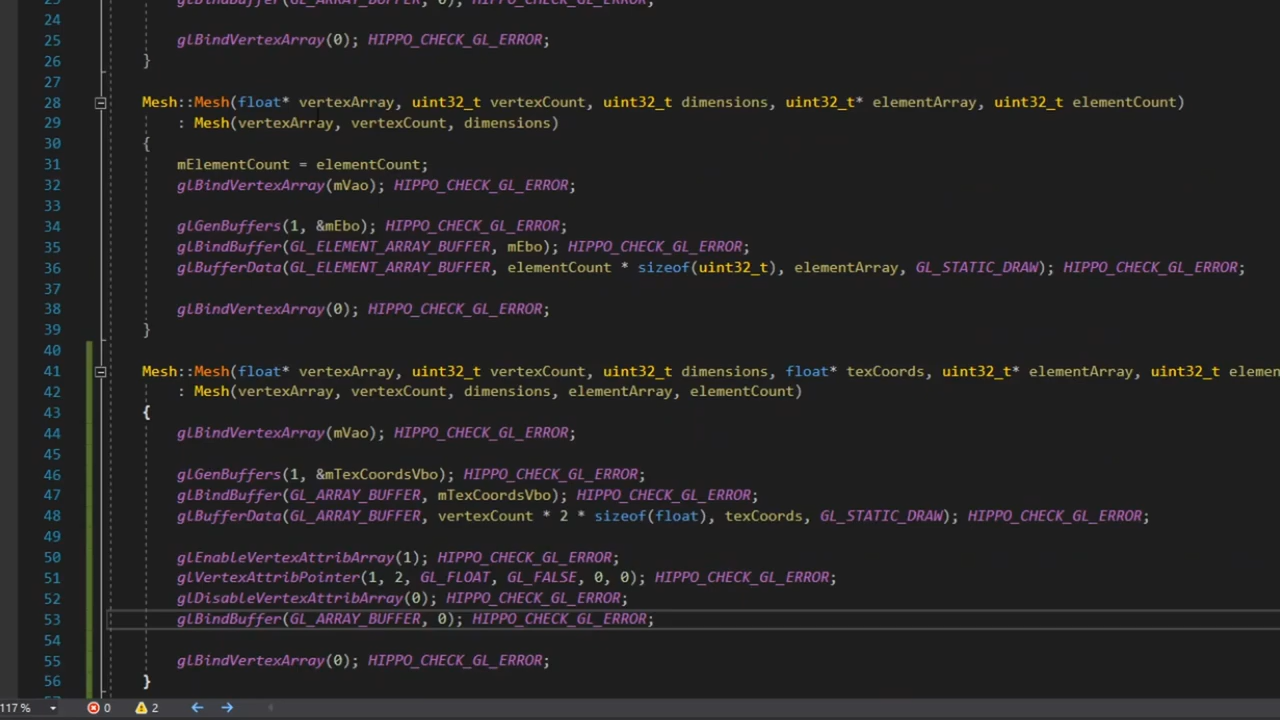 23 glBindBuffer(GL_ARRAY_BUFFER, 0); HIPPO_CHECK_GL_ERROR;
24
25 glBindVertexArray(0); HIPPO_CHECK_GL_ERROR;
26 }
27
28 Mesh::Mesh(float* vertexArray, uint32_t vertexCount, uint32_t dimensions, uint32_t* elementArray, uint32_t elementCount)
29 : Mesh(vertexArray, vertexCount, dimensions)
30 {
31 mElementCount = elementCount;
32 glBindVertexArray(mVao); HIPPO_CHECK_GL_ERROR;
33
34 glGenBuffers(1, &mEbo); HIPPO_CHECK_GL_ERROR;
35 glBindBuffer(GL_ELEMENT_ARRAY_BUFFER, mEbo); HIPPO_CHECK_GL_ERROR;
36 glBufferData(GL_ELEMENT_ARRAY_BUFFER, elementCount * sizeof(uint32_t), elementArray, GL_STATIC_DRAW); HIPPO_CHECK_GL_ERROR;
37
38 glBindVertexArray(0); HIPPO_CHECK_GL_ERROR;
39 }
40
41 Mesh::Mesh(float* vertexArray, uint32_t vertexCount, uint32_t dimensions, float* texCoords, uint32_t* elementArray, uint32_t elemen
42 : Mesh(vertexArray, vertexCount, dimensions, elementArray, elementCount)
43 {
44 glBindVertexArray(mVao); HIPPO_CHECK_GL_ERROR;
45
46 glGenBuffers(1, &mTexCoordsVbo); HIPPO_CHECK_GL_ERROR;
47 glBindBuffer(GL_ARRAY_BUFFER, mTexCoordsVbo); HIPPO_CHECK_GL_ERROR;
48 glBufferData(GL_ARRAY_BUFFER, vertexCount * 2 * sizeof(float), texCoords, GL_STATIC_DRAW); HIPPO_CHECK_GL_ERROR;
49
50 glEnableVertexAttribArray(1); HIPPO_CHECK_GL_ERROR;
51 glVertexAttribPointer(1, 2, GL_FLOAT, GL_FALSE, 0, 0); HIPPO_CHECK_GL_ERROR;
52 glDisableVertexAttribArray(0); HIPPO_CHECK_GL_ERROR;
53 glBindBuffer(GL_ARRAY_BUFFER, 0); HIPPO_CHECK_GL_ERROR;
54
55 glBindVertexArray(0); HIPPO_CHECK_GL_ERROR;
56 }
117 % 0 2